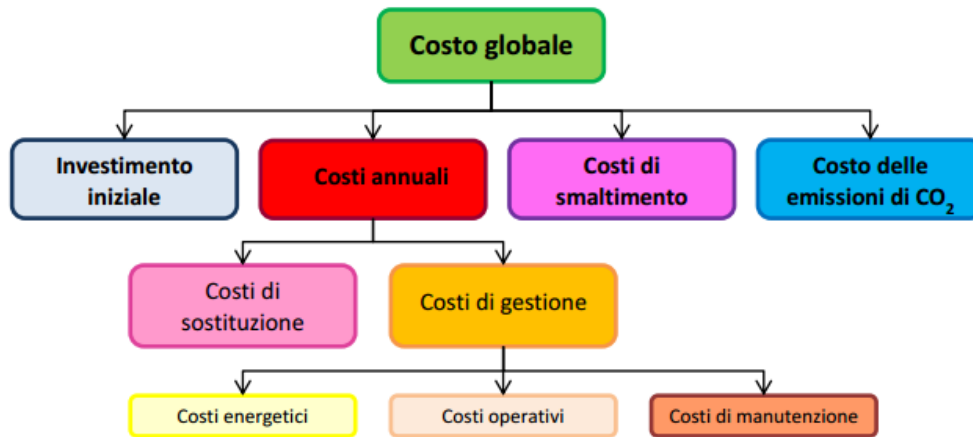 Costo globale
Investimento
iniziale
Costi annuali
Costi di
smaltimento
Costo delle
emissioni di CO₂
Costi di
sostituzione
Costi di gestione
Costi energetici
Costi operativi
Costi di manutenzione